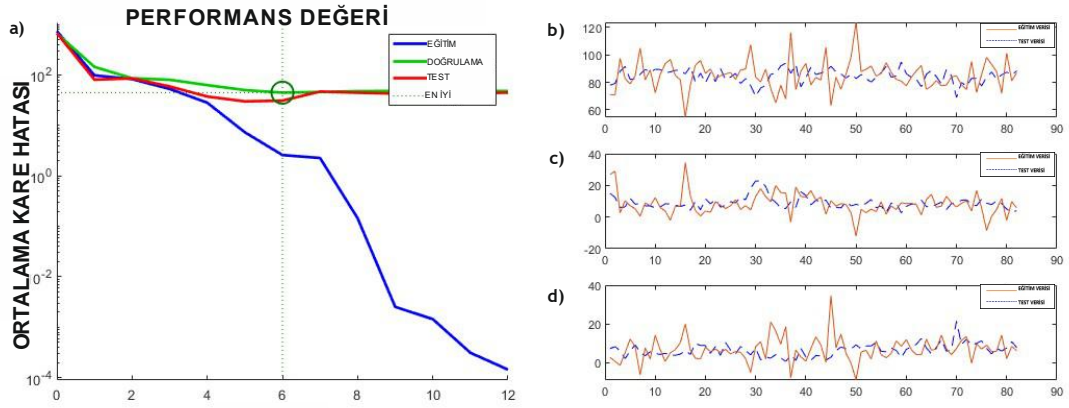 a)
PERFORMANS DEĞERİ
ORTALAMA KARE HATASI
EĞİTİM
DOĞRULAMA
TEST
EN İYİ
10^2
10^0
10^-2
10^-4
0 2 4 6 8 10 12
b)
EĞİTİM VERİSİ
TEST VERİSİ
120
100
80
60
0 10 20 30 40 50 60 70 80 90
c)
EĞİTİM VERİSİ
TEST VERİSİ
40
20
0
-20
0 10 20 30 40 50 60 70 80 90
d)
EĞİTİM VERİSİ
TEST VERİSİ
40
20
0
0 10 20 30 40 50 60 70 80 90